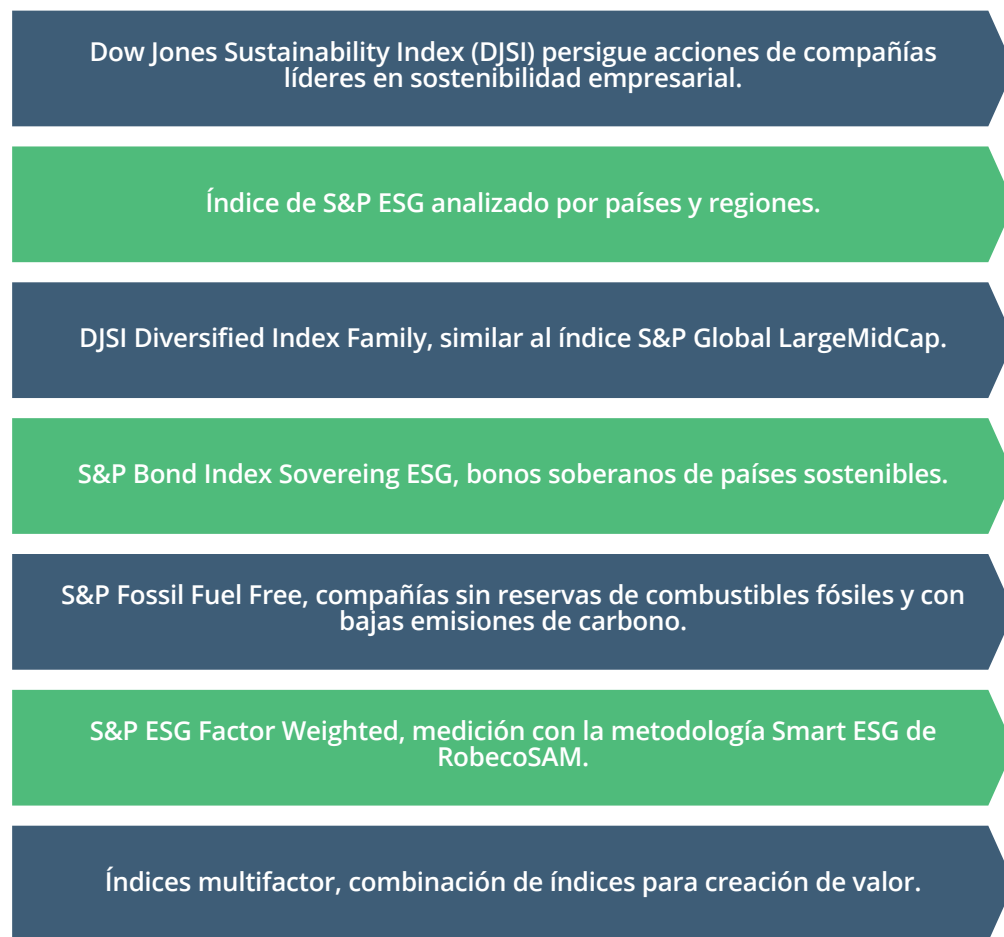 Dow Jones Sustainability Index (DJSI) persigue acciones de compañías
líderes en sostenibilidad empresarial.
Índice de S&P ESG analizado por países y regiones.
DJSI Diversified Index Family, similar al índice S&P Global LargeMidCap.
S&P Bond Index Sovereing ESG, bonos soberanos de países sostenibles.
S&P Fossil Fuel Free, compañías sin reservas de combustibles fósiles y con
bajas emisiones de carbono.
S&P ESG Factor Weighted, medición con la metodología Smart ESG de
RobecoSAM.
Índices multifactor, combinación de índices para creación de valor.